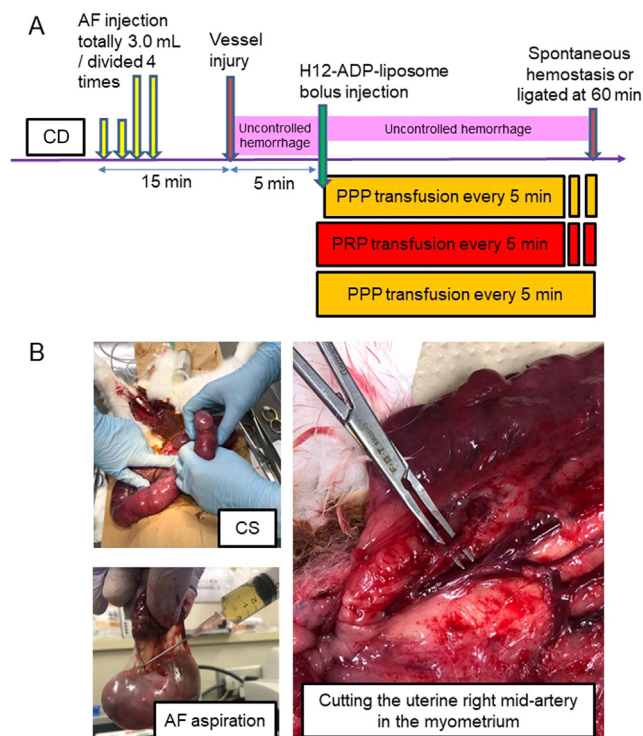 A
AF injection
totally 3.0 mL
/ divided 4
times
Vessel
injury
H12-ADP-liposome
bolus injection
Spontaneous
hemostasis or
ligated at 60 min
CD
Uncontrolled
hemorrhage
Uncontrolled hemorrhage
15 min
5 min
PPP transfusion every 5 min
PRP transfusion every 5 min
PPP transfusion every 5 min
B
CS
AF aspiration
Cutting the uterine right mid-artery
in the myometrium